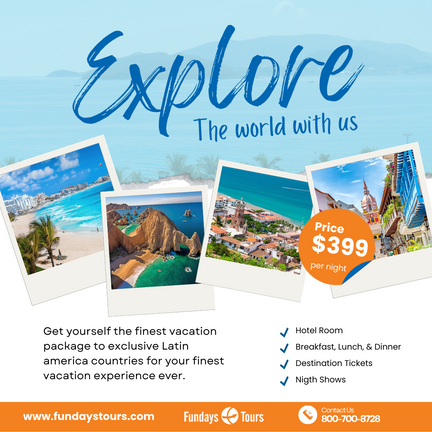 Explore
The world with us
Price
$399
per night
Get yourself the finest vacation
package to exclusive Latin
america countries for your finest
vacation experience ever.
Hotel Room
Breakfast, Lunch, & Dinner
Destination Tickets
Nigth Shows
www.fundaystours.com
Fundays Tours
Contact Us
800-700-8728